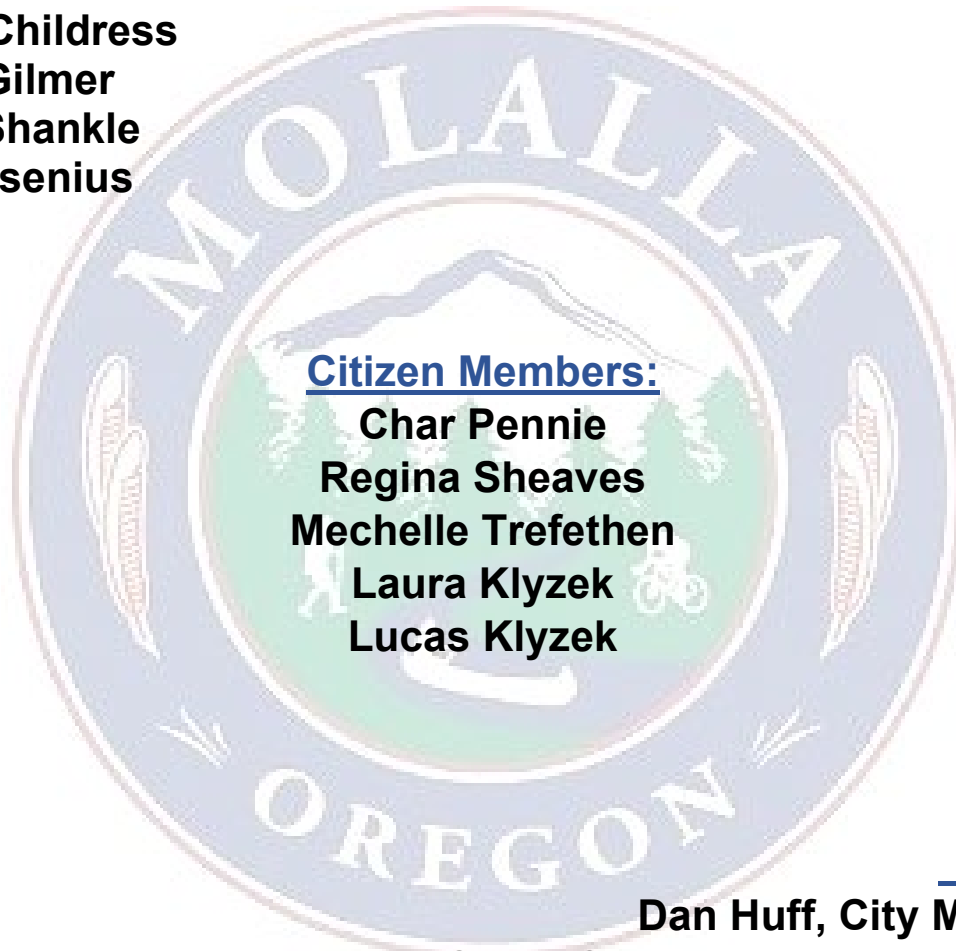 Childress
Gilmer
Shankle
senius
MOLALLA
Citizen Members:
Char Pennie
Regina Sheaves
Mechelle Trefethen
Laura Klyzek
Lucas Klyzek
OREGON
Dan Huff, City M